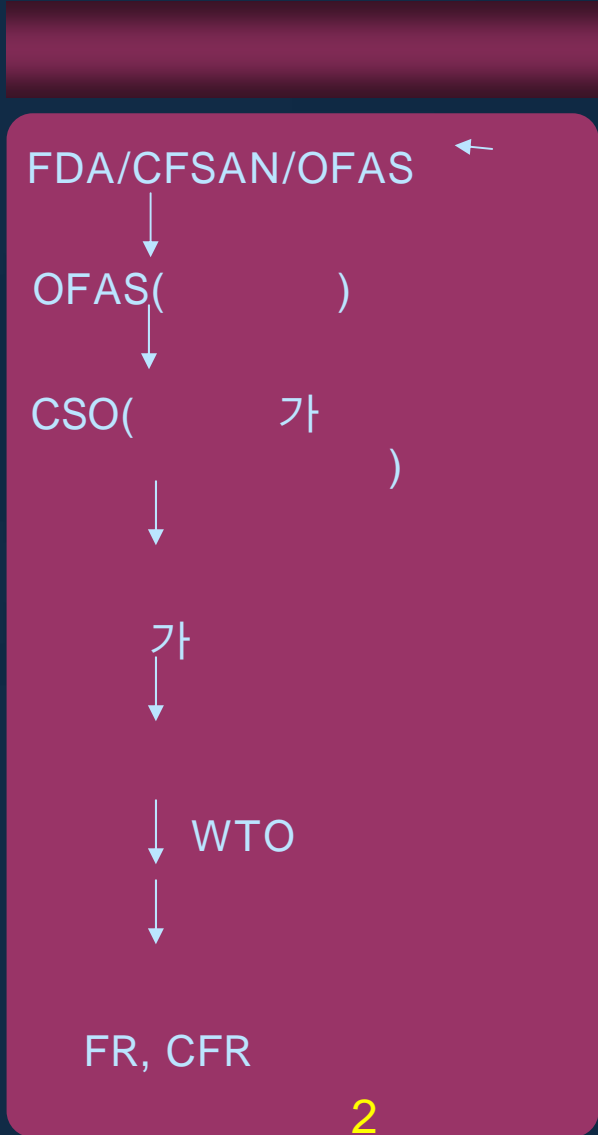 FDA/CFSAN/OFAS
OFAS( )
CSO( 가
)
가
WTO
FR, CFR
2